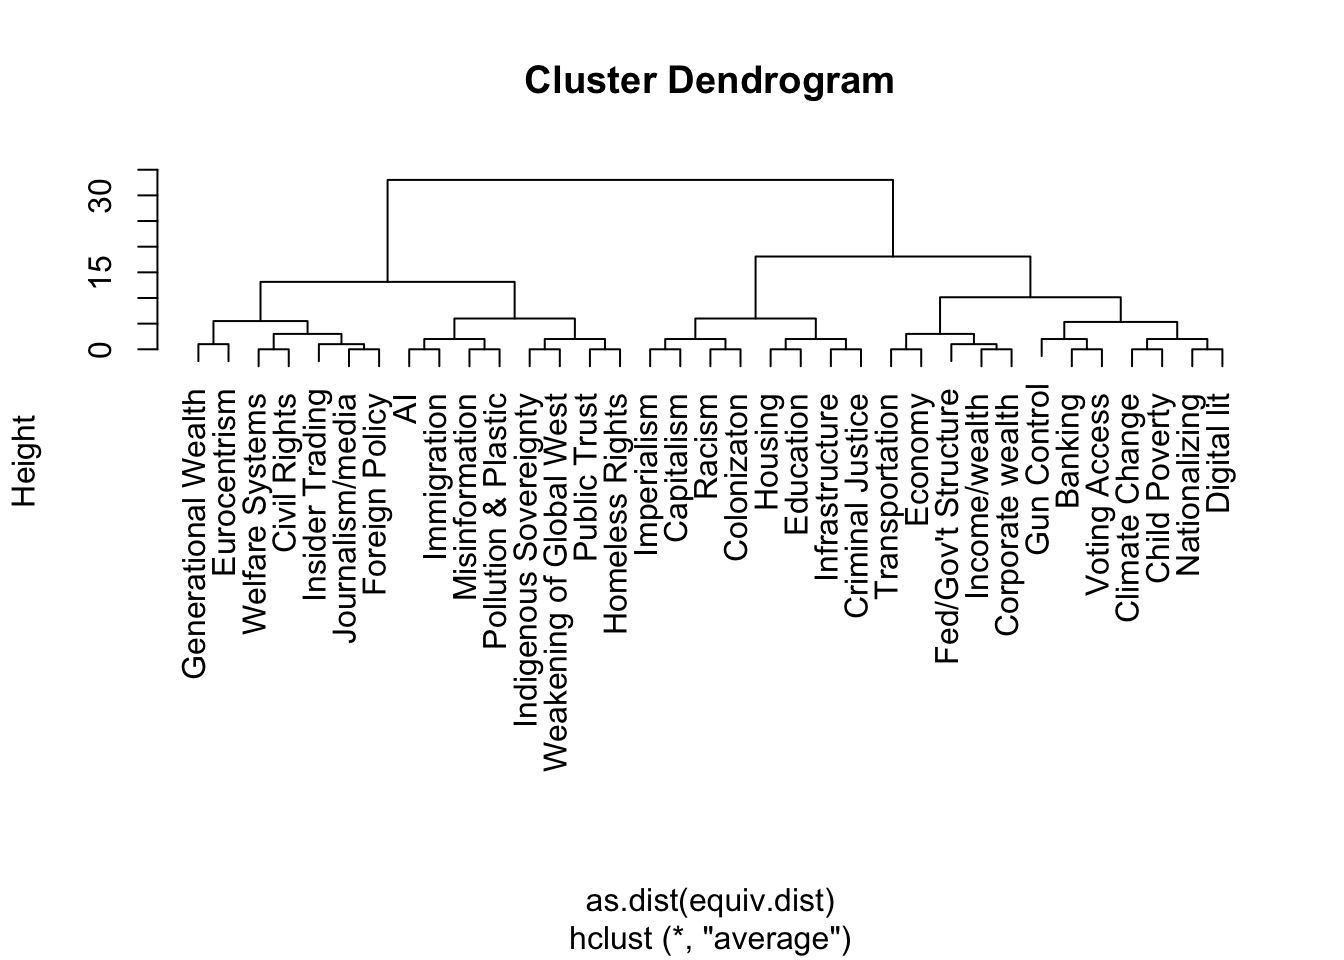 Cluster Dendrogram
Height
30
15
0
Generational Wealth
Eurocentrism
Welfare Systems
Civil Rights
Insider Trading
Journalism/media
Foreign Policy
AI
Immigration
Misinformation
Pollution & Plastic
Indigenous Sovereignty
Weakening of Global West
Public Trust
Homeless Rights
Imperialism
Capitalism
Racism
Colonizaton
Housing
Education
Infrastructure
Criminal Justice
Transportation
Economy
Fed/Gov't Structure
Income/wealth
Corporate wealth
Gun Control
Banking
Voting Access
Climate Change
Child Poverty
Nationalizing
Digital lit
as.dist(equiv.dist)
hclust (*, "average")